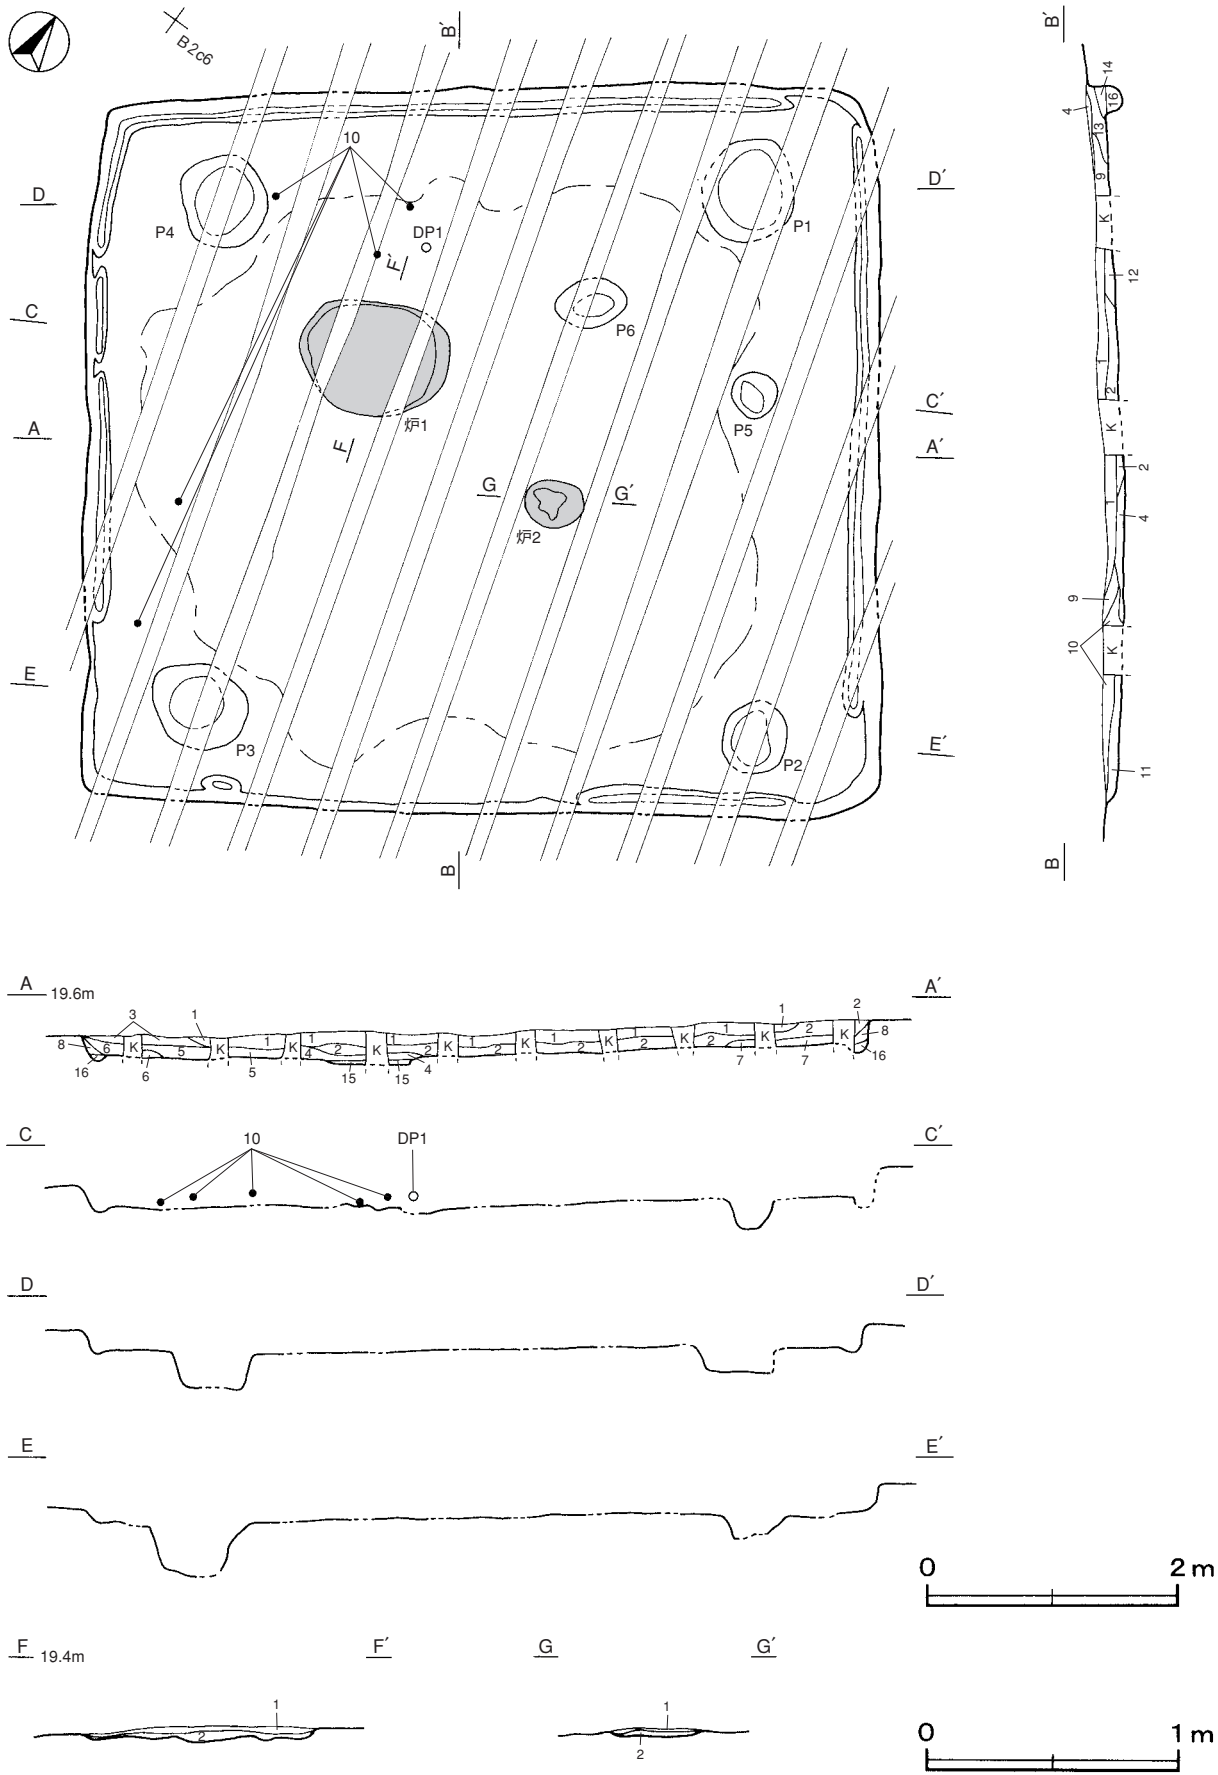 B2c6
B′
B′
14
16
4
13
9
K
12
1
2
K
2
1
4
9
10
K
11
B
10
D
D′
P4
P1
DP1
F′
C
P6
炉1
C′
P5
A
F
A′
G
G′
炉2
E
P3
E′
P2
B
A 19.6m
A′
3
1
1
2
8
6
K
5
K
1
K
1
2
K
1
2
K
1
2
K
1
2
K
1
2
K
1
2
K
2
K
8
16
6
5
4
15
15
4
7
7
16
C
10
DP1
C′
D
D′
E
E′
0
2 m
F 19.4m
F′
G
G′
1
2
1
2
0
1 m